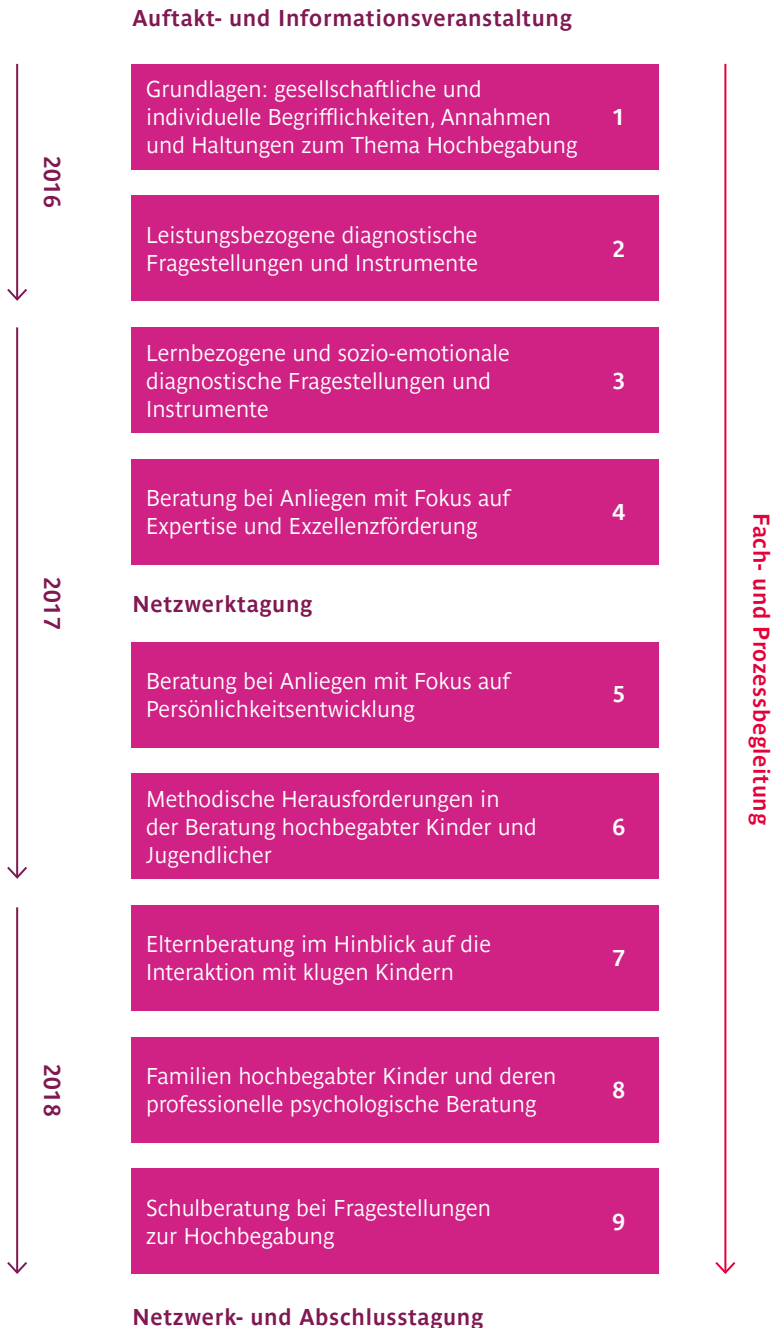 Auftakt- und Informationsveranstaltung
2016
Grundlagen: gesellschaftliche und
individuelle Begrifflichkeiten, Annahmen
und Haltungen zum Thema Hochbegabung
1
Leistungsbezogene diagnostische
Fragestellungen und Instrumente
2
2017
Lernbezogene und sozio-emotionale
diagnostische Fragestellungen und
Instrumente
3
Beratung bei Anliegen mit Fokus auf
Expertise und Exzellenzförderung
4
Netzwerktagung
Beratung bei Anliegen mit Fokus auf
Persönlichkeitsentwicklung
5
Methodische Herausforderungen in
der Beratung hochbegabter Kinder und
Jugendlicher
6
2018
Elternberatung im Hinblick auf die
Interaktion mit klugen Kindern
7
Familien hochbegabter Kinder und deren
professionelle psychologische Beratung
8
Schulberatung bei Fragestellungen
zur Hochbegabung
9
Netzwerk- und Abschlusstagung
Fach- und Prozessbegleitung